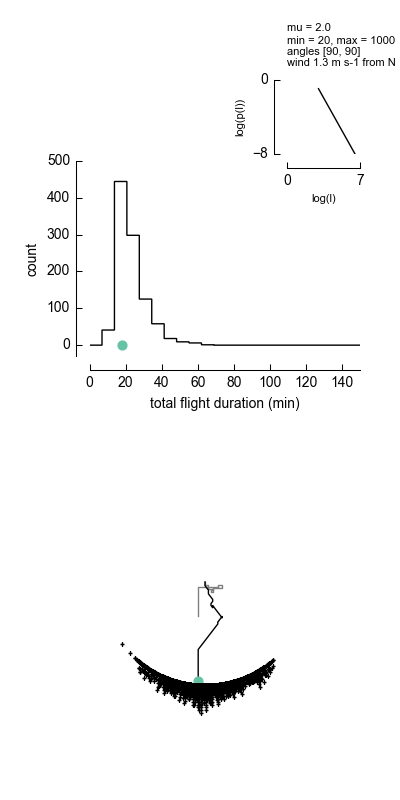 mu = 2.0
min = 20, max = 1000
angles [90, 90]
wind 1.3 m s-1 from N
0
log(p(l))
−8
0 7
log(l)
500
400
300
count
200
100
0
0 20 40 60 80 100 120 140
total flight duration (min)